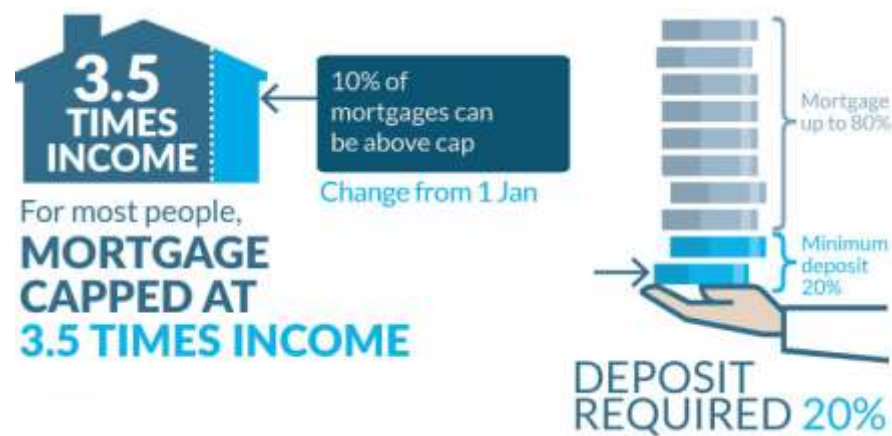 3.5
TIMES
INCOME
10% of
mortgages can
be above cap
Change from 1 Jan
For most people,
MORTGAGE
CAPPED AT
3.5 TIMES INCOME
Mortgage
up to 80%
Minimum
deposit
20%
DEPOSIT
REQUIRED 20%